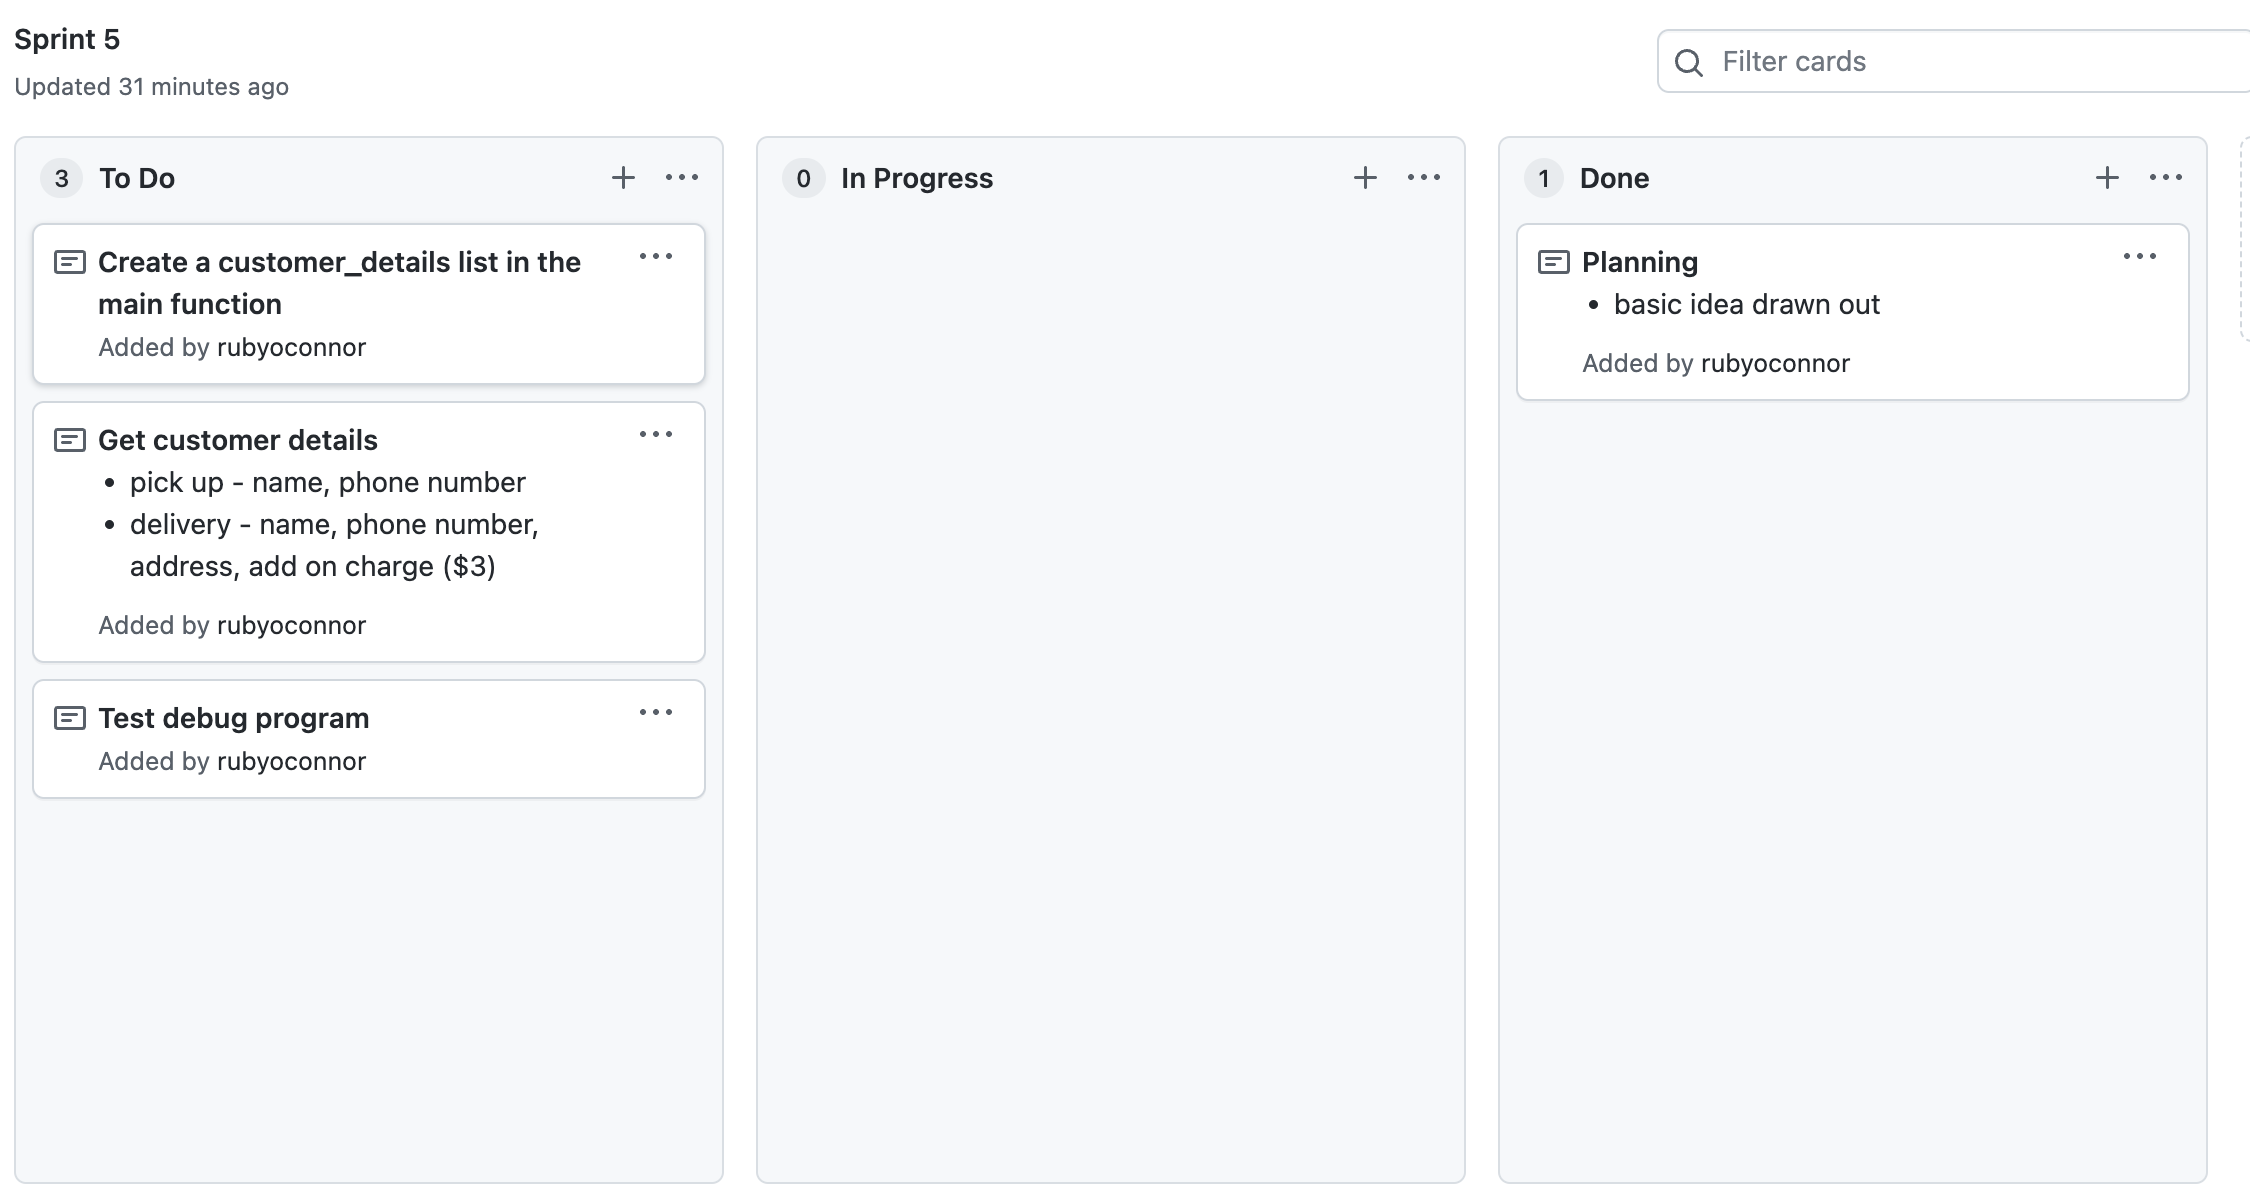 Sprint 5
Updated 31 minutes ago
Filter cards
3 To Do
Create a customer_details list in the
main function
Added by rubyoconnor
Get customer details
• pick up - name, phone number
• delivery - name, phone number,
address, add on charge ($3)
Added by rubyoconnor
Test debug program
Added by rubyoconnor
0 In Progress
1 Done
Planning
• basic idea drawn out
Added by rubyoconnor